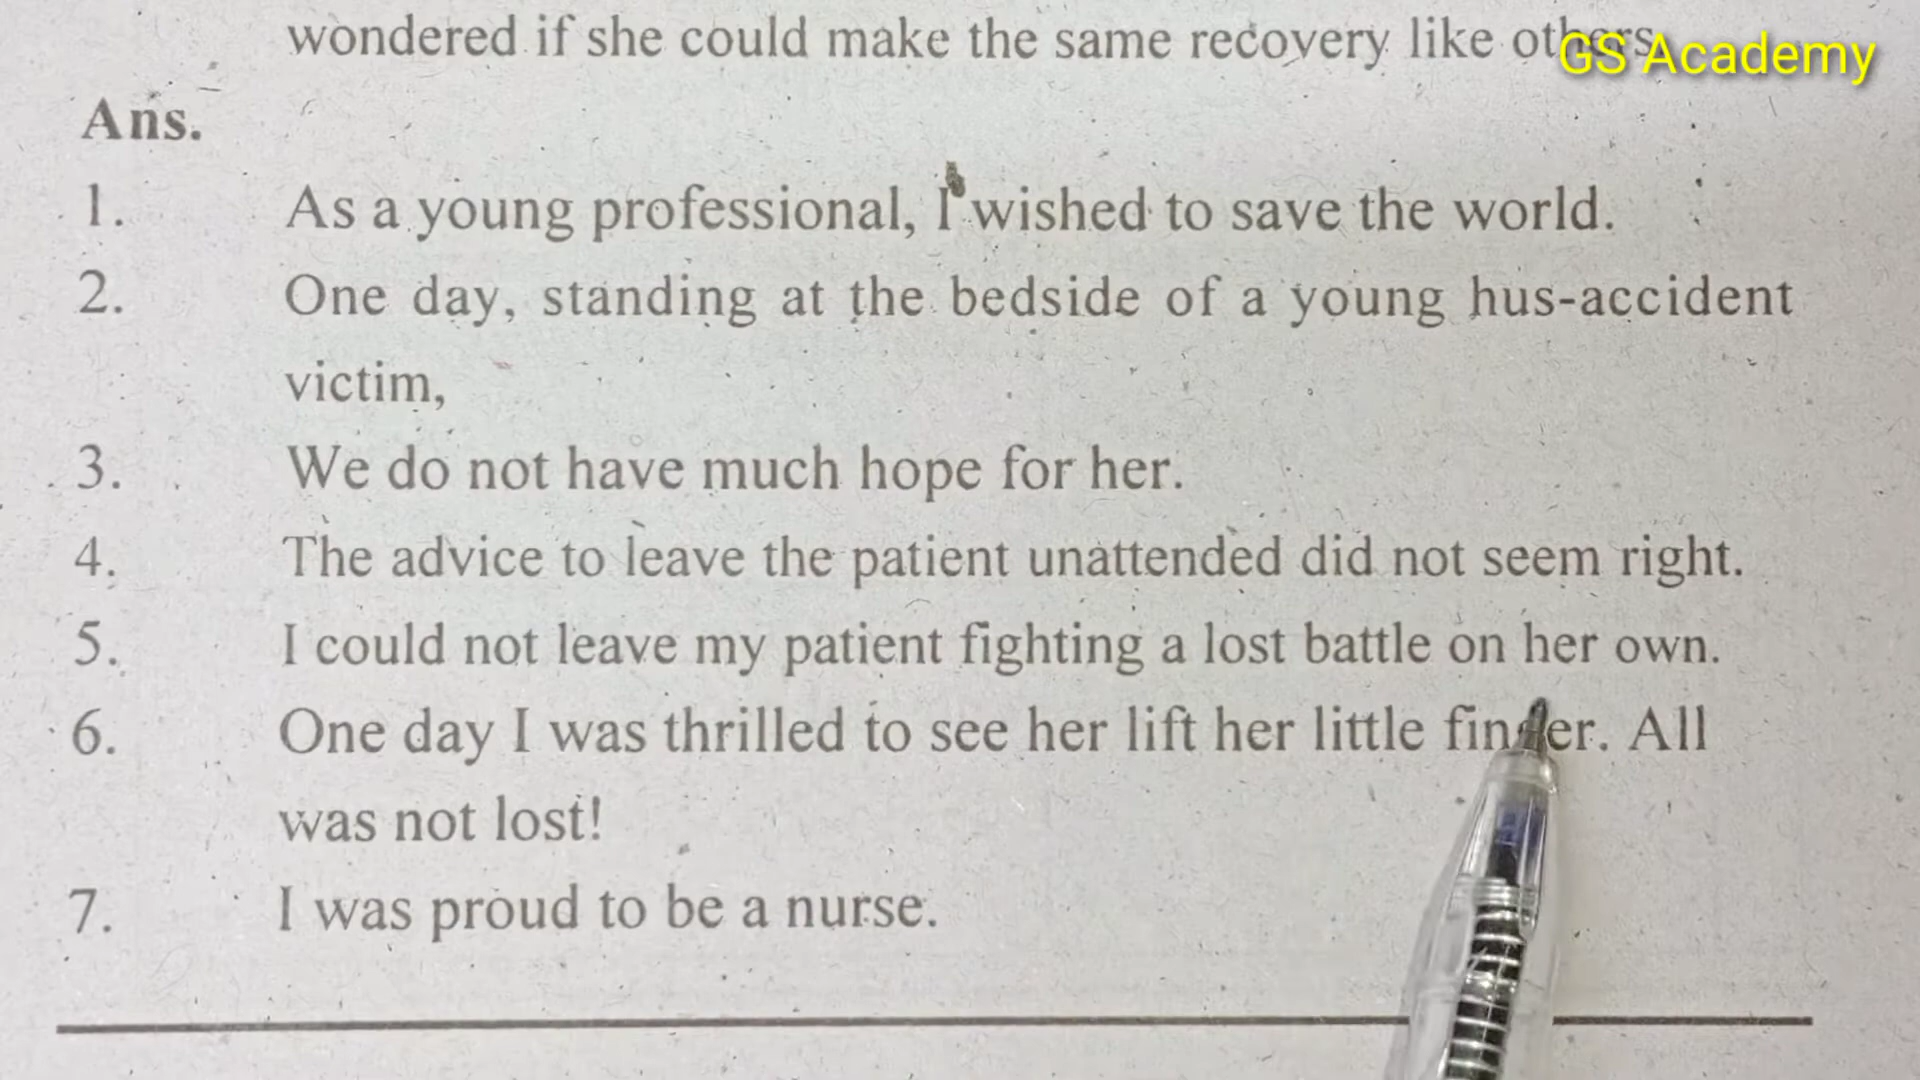 wondered if she could make the same recovery like others.
GS Academy
Ans.
1. As a young professional, I wished to save the world.
2. One day, standing at the bedside of a young hus-accident
victim,
3. We do not have much hope for her.
4. The advice to leave the patient unattended did not seem right.
5. I could not leave my patient fighting a lost battle on her own.
6. One day I was thrilled to see her lift her little finger. All
was not lost!
7. I was proud to be a nurse.